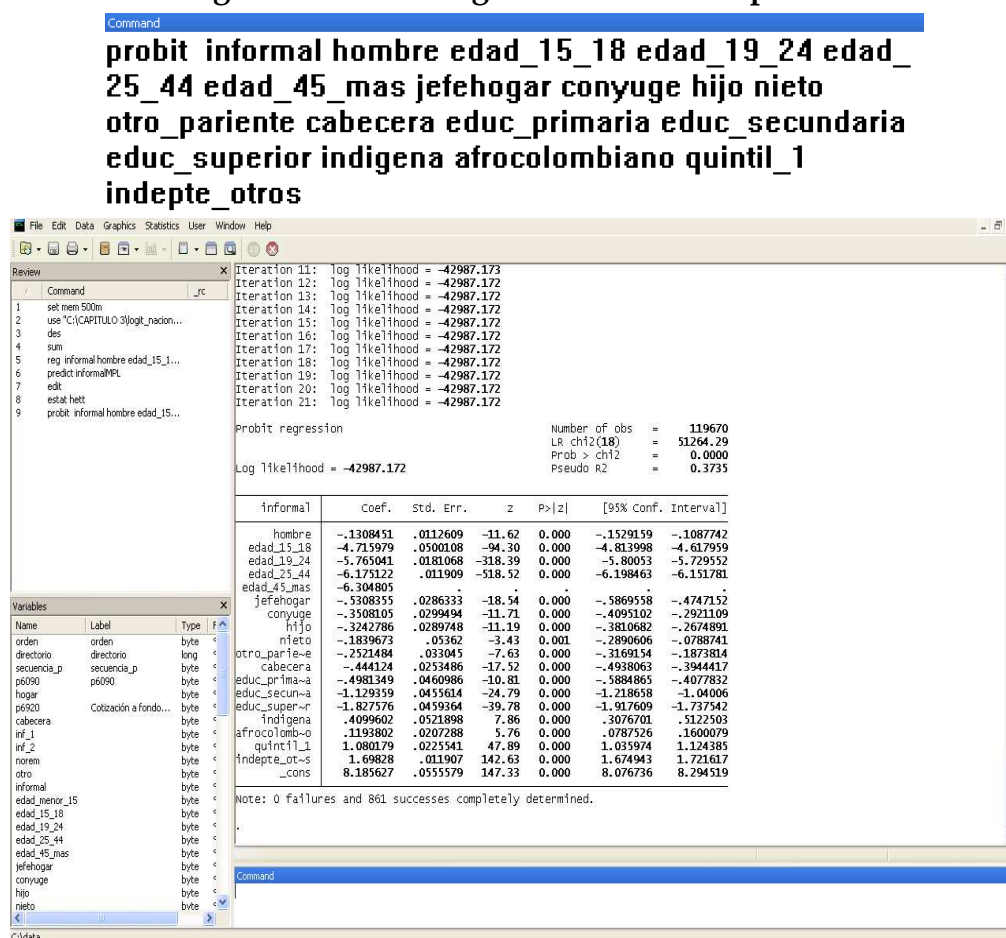 Command
probit informal hombre edad_15_18 edad_19_24 edad_
25_44 edad_45_mas jefehogar conyuge hijo nieto
otro_pariente cabecera educ_primaria educ_secundaria
educ_superior indigena afrocolombiano quintil_1
indepte_otros
File Edit Data Graphics Statistics User Window Help
Review
Command _rc
1 set mem 500m
2 use "C:\CAPITULO 3\logit_nacion...
3 des
4 sum
5 reg informal hombre edad_15_1...
6 predict informalMPL
7 edit
8 estat hett
9 probit informal hombre edad_15...
Variables
Name Label Type F
orden orden byte
directorio directorio long
secuencia_p secuencia_p byte
p6090 p6090 byte
hogar byte
p6920 Cotización a fondo... byte
cabecera byte
inf_1 byte
inf_2 byte
norem byte
otro byte
informal byte
edad_menor_15 byte
edad_15_18 byte
edad_19_24 byte
edad_25_44 byte
edad_45_mas byte
jefehogar byte
conyuge byte
hijo byte
nieto byte
Iteration 11: log likelihood = -42987.173
Iteration 12: log likelihood = -42987.172
Iteration 13: log likelihood = -42987.172
Iteration 14: log likelihood = -42987.172
Iteration 15: log likelihood = -42987.172
Iteration 16: log likelihood = -42987.172
Iteration 17: log likelihood = -42987.172
Iteration 18: log likelihood = -42987.172
Iteration 19: log likelihood = -42987.172
Iteration 20: log likelihood = -42987.172
Iteration 21: log likelihood = -42987.172
Probit regression Number of obs = 119670
LR chi2(18) = 51264.29
Prob > chi2 = 0.0000
Log likelihood = -42987.172 Pseudo R2 = 0.3735
informal Coef. Std. Err. z P>|z| [95% Conf. Interval]
hombre -.1308451 .0112609 -11.62 0.000 -.1529159 -.1087742
edad_15_18 -4.715979 .0500108 -94.30 0.000 -4.813998 -4.617959
edad_19_24 -5.765041 .0181068 -318.39 0.000 -5.80053 -5.729552
edad_25_44 -6.175122 .011909 -518.52 0.000 -6.198463 -6.151781
edad_45_mas -6.304805 . . . . .
jefehogar -.5308355 .0286333 -18.54 0.000 -.5869558 -.4747152
conyuge -.3508105 .0299494 -11.71 0.000 -.4095102 -.2921109
hijo -.3242786 .0289748 -11.19 0.000 -.3810682 -.2674891
nieto -.1839673 .05362 -3.43 0.001 -.2890606 -.0788741
otro_parie~e -.2521484 .033045 -7.63 0.000 -.3169154 -.1873814
cabecera -.444124 .0253486 -17.52 0.000 -.4938063 -.3944417
educ_prima~a -.4981349 .0460986 -10.81 0.000 -.5884865 -.4077832
educ_secun~a -1.129359 .0455614 -24.79 0.000 -1.218658 -1.04006
educ_super~r -1.827576 .0459364 -39.78 0.000 -1.917609 -1.737542
indigena .4099602 .0521898 7.86 0.000 .3076701 .5122503
afrocolomb~o .1193802 .0207288 5.76 0.000 .0787526 .1600079
quintil_1 1.080179 .0225541 47.89 0.000 1.035974 1.124385
indepte_ot~s 1.69828 .011907 142.63 0.000 1.674943 1.721617
_cons 8.185627 .0555579 147.33 0.000 8.076736 8.294519
Note: 0 failures and 861 successes completely determined.
.
Command